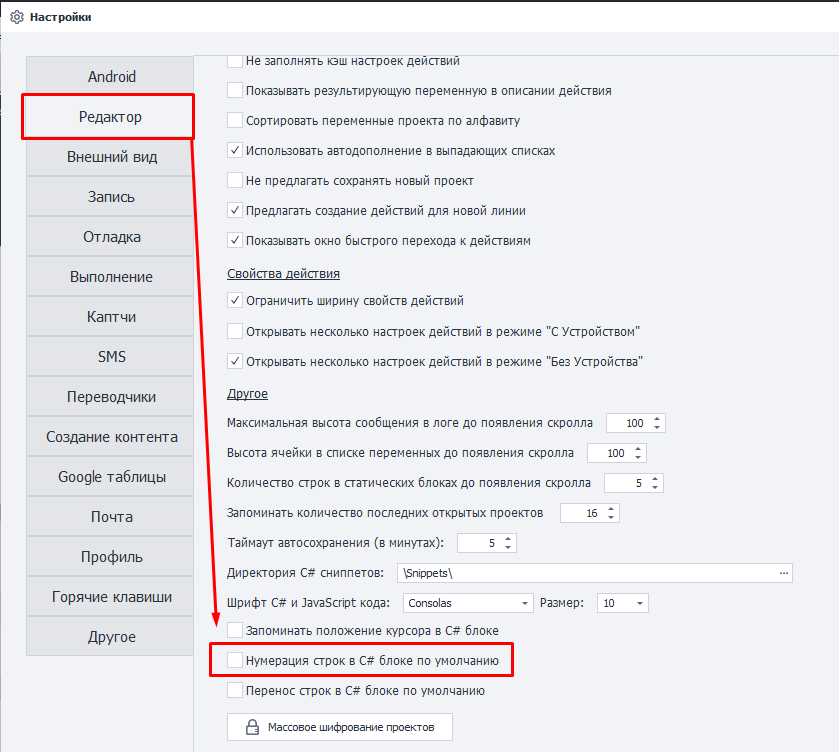 Настройки
Android
Редактор
Внешний вид
Запись
Отладка
Выполнение
Каптчи
SMS
Переводчики
Создание контента
Google таблицы
Почта
Профиль
Горячие клавиши
Другое
Не заполнять кэш настроек действий
Показывать результирующую переменную в описании действия
Сортировать переменные проекта по алфавиту
Использовать автодополнение в выпадающих списках
Не предлагать сохранять новый проект
Предлагать создание действий для новой линии
Показывать окно быстрого перехода к действиям
Свойства действия
Ограничить ширину свойств действий
Открывать несколько настроек действий в режиме "С Устройством"
Открывать несколько настроек действий в режиме "Без Устройства"
Другое
Максимальная высота сообщения в логе до появления скролла 100
Высота ячейки в списке переменных до появления скролла 100
Количество строк в статических блоках до появления скролла 5
Запоминать количество последних открытых проектов 16
Таймаут автосохранения (в минутах): 5
Директория C# сниппетов: \Snippets\ ...
Шрифт C# и JavaScript кода: Consolas Размер: 10
Запоминать положение курсора в C# блоке
Нумерация строк в C# блоке по умолчанию
Перенос строк в C# блоке по умолчанию
Массовое шифрование проектов